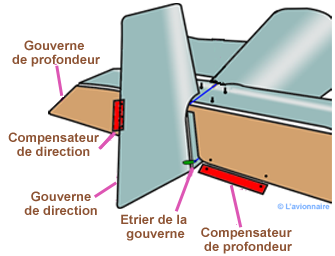 Gouverne
de profondeur
Compensateur
de direction
Gouverne
de direction
Etrier de la
gouverne
Compensateur
de profondeur
© L'avionnaire